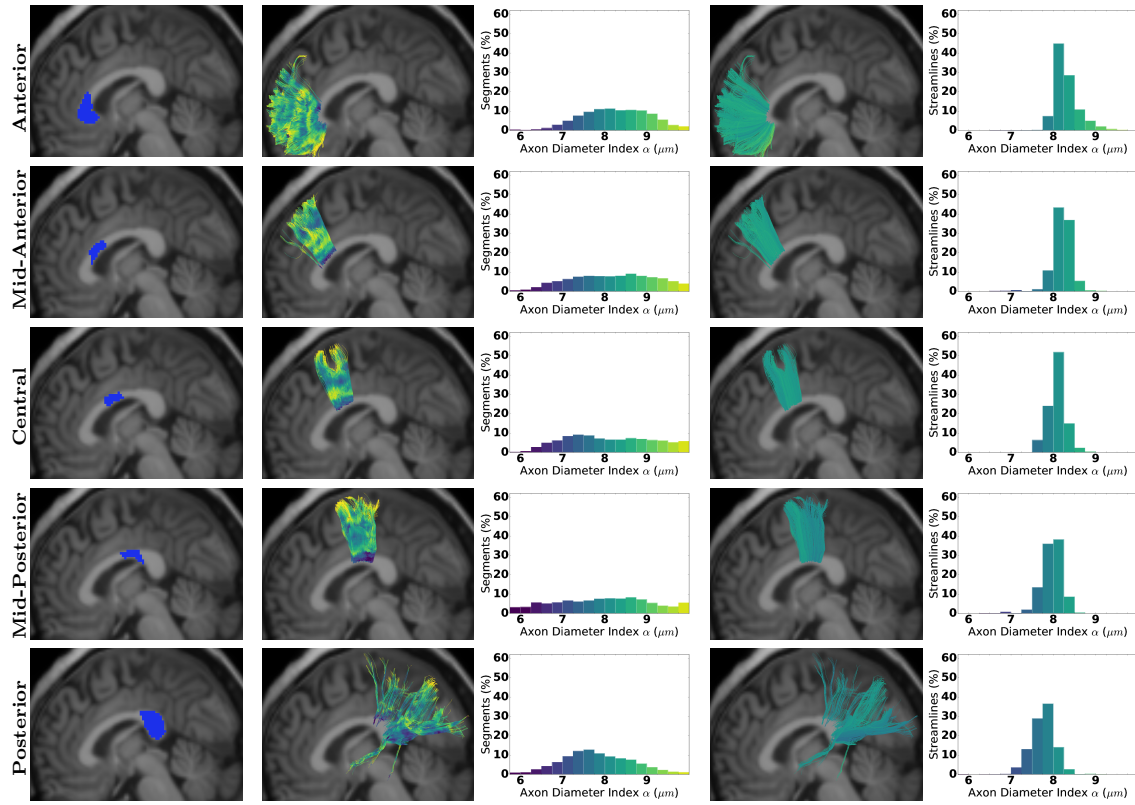 Anterior
Segments (%)
60
50
40
30
20
10
0
6 7 8 9
Axon Diameter Index α (μm)
Streamlines (%)
60
50
40
30
20
10
0
6 7 8 9
Axon Diameter Index α (μm)
Mid-Anterior
Segments (%)
60
50
40
30
20
10
0
6 7 8 9
Axon Diameter Index α (μm)
Streamlines (%)
60
50
40
30
20
10
0
6 7 8 9
Axon Diameter Index α (μm)
Central
Segments (%)
60
50
40
30
20
10
0
6 7 8 9
Axon Diameter Index α (μm)
Streamlines (%)
60
50
40
30
20
10
0
6 7 8 9
Axon Diameter Index α (μm)
Mid-Posterior
Segments (%)
60
50
40
30
20
10
0
6 7 8 9
Axon Diameter Index α (μm)
Streamlines (%)
60
50
40
30
20
10
0
6 7 8 9
Axon Diameter Index α (μm)
Posterior
Segments (%)
60
50
40
30
20
10
0
6 7 8 9
Axon Diameter Index α (μm)
Streamlines (%)
60
50
40
30
20
10
0
6 7 8 9
Axon Diameter Index α (μm)